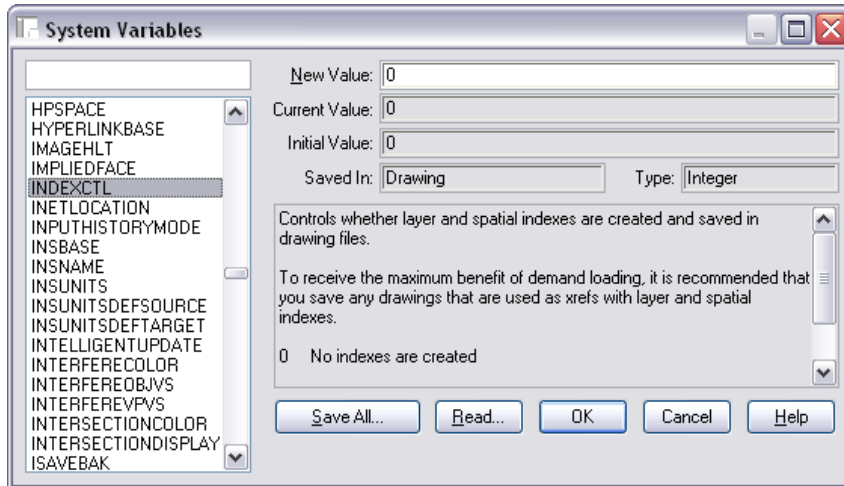 System Variables
HPSPACE
HYPERLINKBASE
IMAGEHLT
IMPLIEDFACE
INDEXCTL
INETLOCATION
INPUTHISTORYMODE
INSBASE
INSNAME
INSUNITS
INSUNITSDEFSOURCE
INSUNITSDEFTARGET
INTELLIGENTUPDATE
INTERFERECOLOR
INTERFEREOBJVS
INTERFEREVPVS
INTERSECTIONCOLOR
INTERSECTIONDISPLAY
ISAVEBAK
New Value: 0
Current Value: 0
Initial Value: 0
Saved In: Drawing Type: Integer
Controls whether layer and spatial indexes are created and saved in
drawing files.
To receive the maximum benefit of demand loading, it is recommended that
you save any drawings that are used as xrefs with layer and spatial
indexes.
0 No indexes are created
Save All... Read... OK Cancel Help